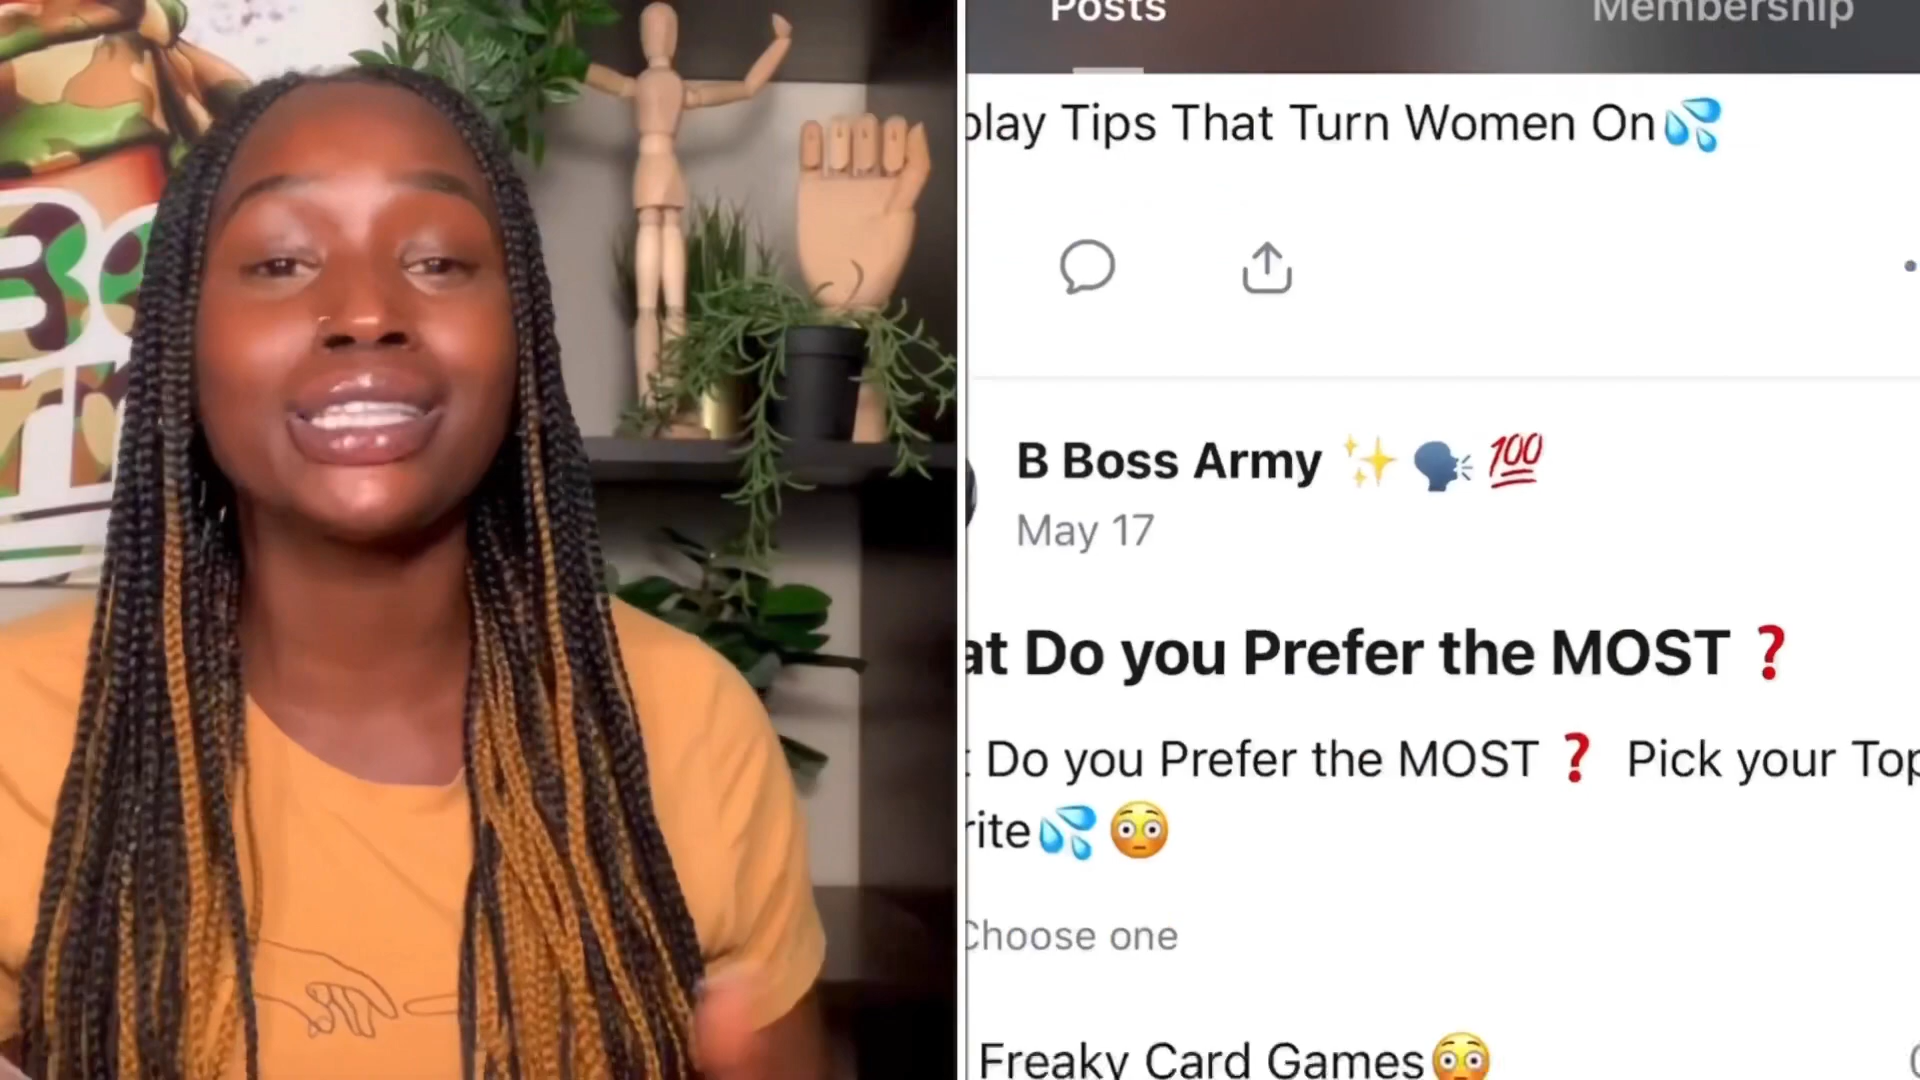 Posts
Membership
play Tips That Turn Women On💦
B Boss Army ✨🗣️💯
May 17
at Do you Prefer the MOST❓
Do you Prefer the MOST❓ Pick your Top
rite💦😳
Choose one
Freaky Card Games😳